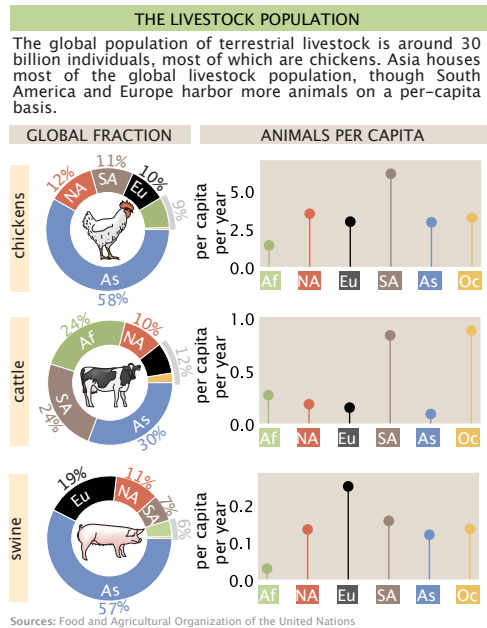 THE LIVESTOCK POPULATION
The global population of terrestrial livestock is around 30
billion individuals, most of which are chickens. Asia houses
most of the global livestock population, though South
America and Europe harbor more animals on a per-capita
basis.
GLOBAL FRACTION
ANIMALS PER CAPITA
chickens
12%
11%
10%
9%
NA
SA
Eu
As
58%
per capita
per year
5.0
2.5
0.0
Af NA Eu SA As Oc
cattle
24%
10%
12%
Af
NA
SA
24%
As
30%
per capita
per year
1.0
0.5
0.0
Af NA Eu SA As Oc
swine
19%
11%
7%
6%
Eu
NA
SA
As
57%
per capita
per year
0.2
0.1
0.0
Af NA Eu SA As Oc
Sources: Food and Agricultural Organization of the United Nations